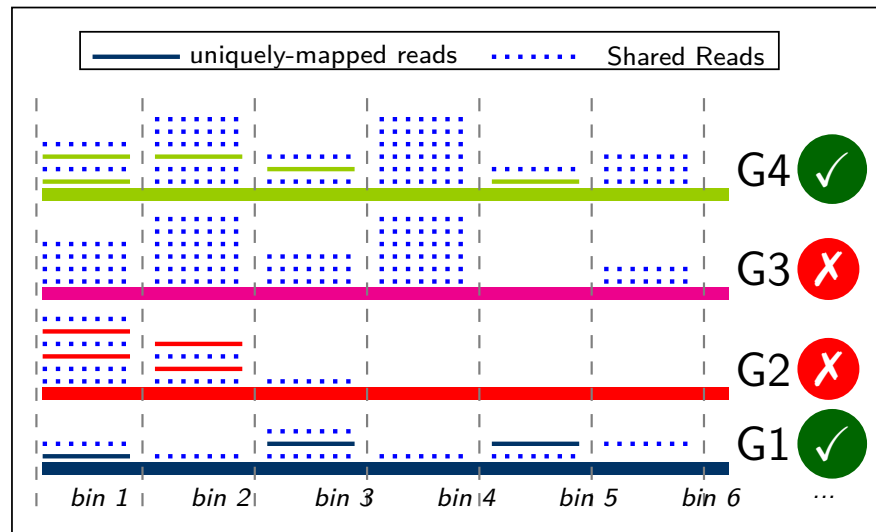 uniquely-mapped reads Shared Reads
G4
G3
G2
G1
bin 1 bin 2 bin 3 bin 4 bin 5 bin 6 ...